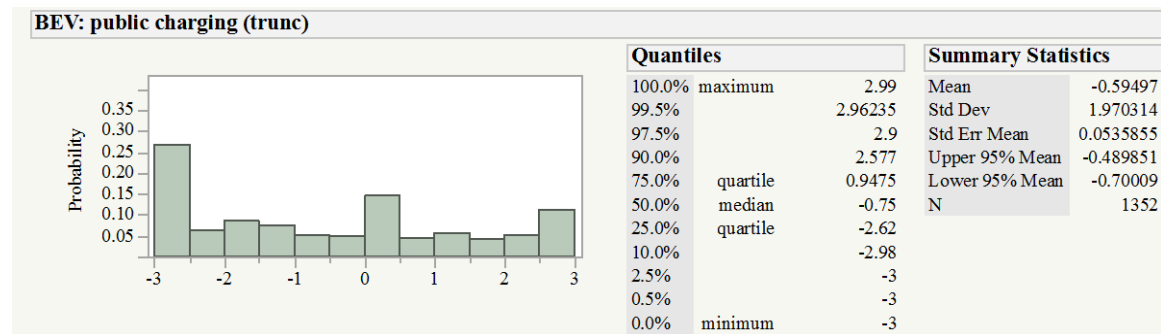 BEV: public charging (trunc)
0.35
0.30
0.25
0.20
0.15
0.10
0.05
Probability
-3 -2 -1 0 1 2 3
Quantiles
100.0% maximum 2.99
99.5% 2.96235
97.5% 2.9
90.0% 2.577
75.0% quartile 0.9475
50.0% median -0.75
25.0% quartile -2.62
10.0% -2.98
2.5% -3
0.5% -3
0.0% minimum -3
Summary Statistics
Mean -0.59497
Std Dev 1.970314
Std Err Mean 0.0535855
Upper 95% Mean -0.489851
Lower 95% Mean -0.70009
N 1352